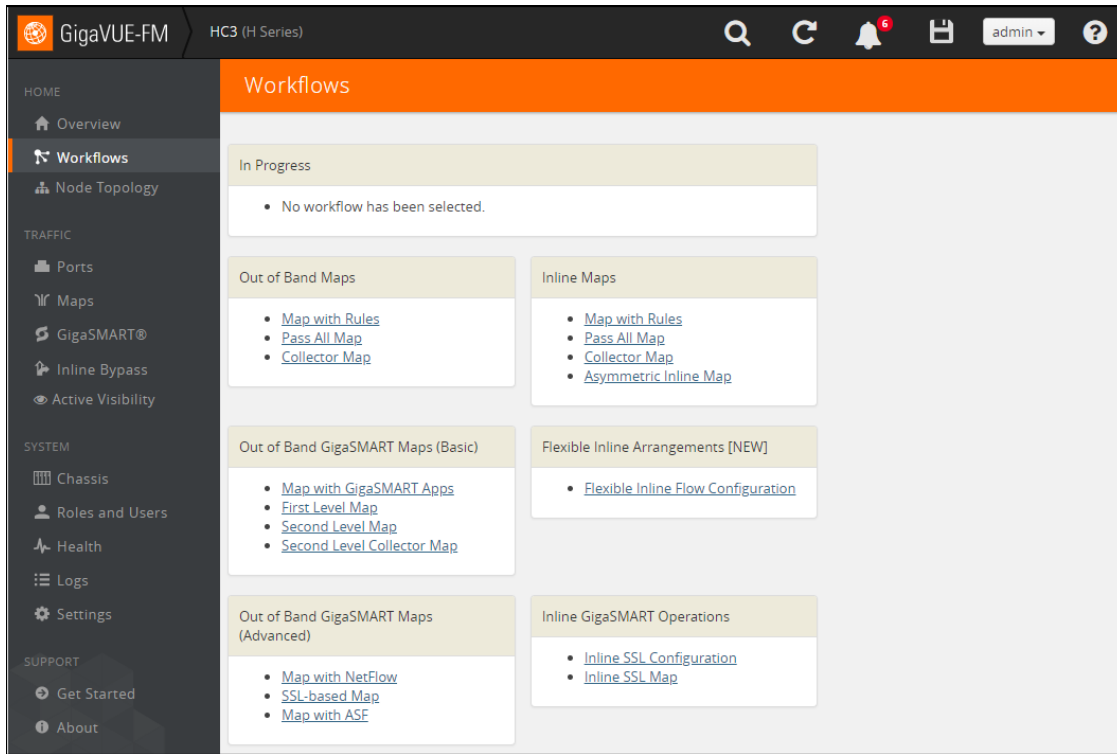 GigaVUE-FM
HC3 (H Series)
6
admin
?
HOME
Overview
Workflows
Node Topology
TRAFFIC
Ports
Maps
GigaSMART®
Inline Bypass
Active Visibility
SYSTEM
Chassis
Roles and Users
Health
Logs
Settings
SUPPORT
Get Started
About
Workflows
In Progress
No workflow has been selected.
Out of Band Maps
Map with Rules
Pass All Map
Collector Map
Inline Maps
Map with Rules
Pass All Map
Collector Map
Asymmetric Inline Map
Out of Band GigaSMART Maps (Basic)
Map with GigaSMART Apps
First Level Map
Second Level Map
Second Level Collector Map
Flexible Inline Arrangements [NEW]
Flexible Inline Flow Configuration
Out of Band GigaSMART Maps
(Advanced)
Map with NetFlow
SSL-based Map
Map with ASF
Inline GigaSMART Operations
Inline SSL Configuration
Inline SSL Map